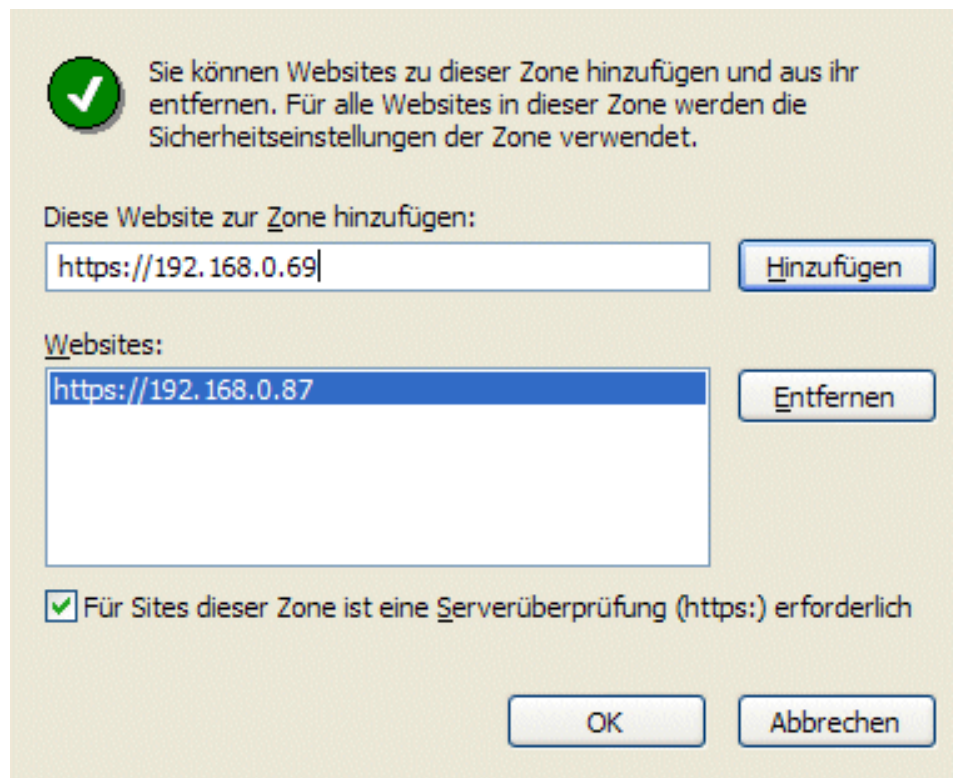 Sie können Websites zu dieser Zone hinzufügen und aus ihr
entfernen. Für alle Websites in dieser Zone werden die
Sicherheitseinstellungen der Zone verwendet.
Diese Website zur Zone hinzufügen:
https://192.168.0.69
Hinzufügen
Websites:
https://192.168.0.87
Entfernen
Für Sites dieser Zone ist eine Serverüberprüfung (https:) erforderlich
OK
Abbrechen